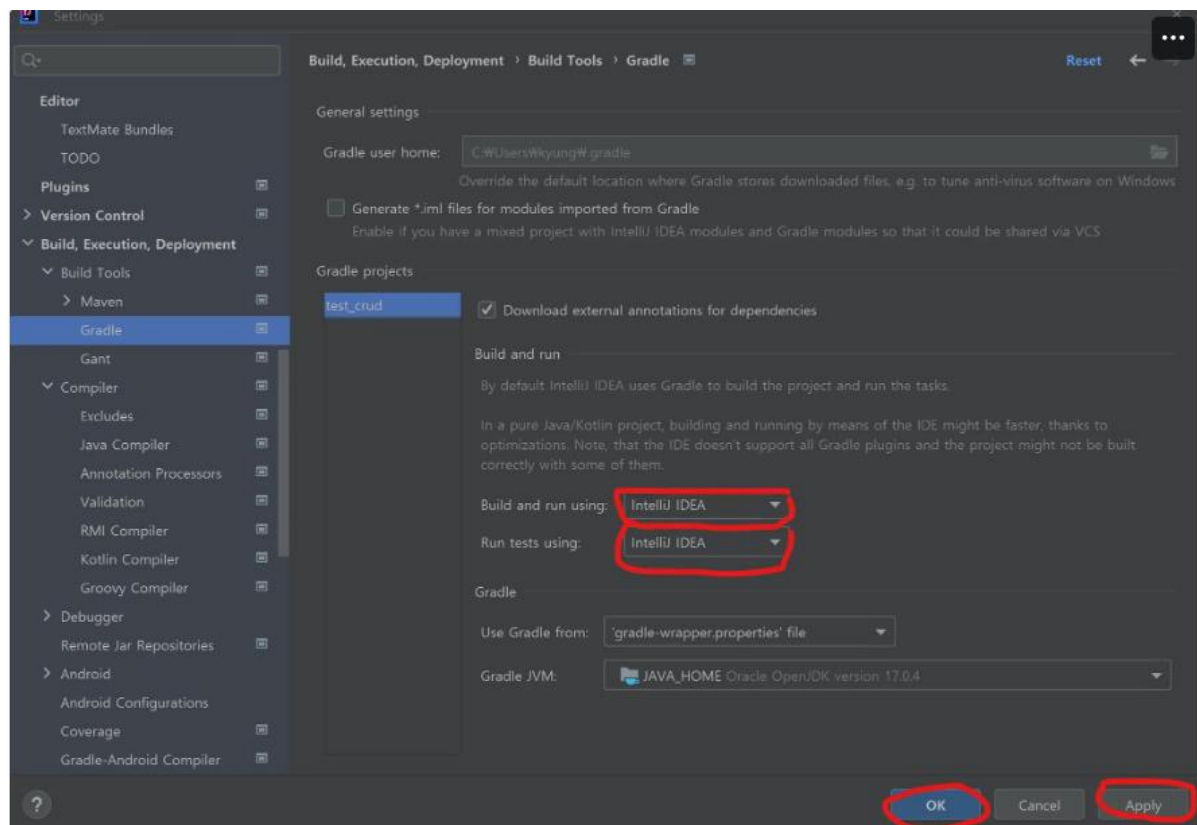 Settings
Build, Execution, Deployment › Build Tools › Gradle
Reset
Editor
TextMate Bundles
TODO
Plugins
Version Control
Build, Execution, Deployment
Build Tools
Maven
Gradle
Gant
Compiler
Excludes
Java Compiler
Annotation Processors
Validation
RMI Compiler
Kotlin Compiler
Groovy Compiler
Debugger
Remote Jar Repositories
Android
Android Configurations
Coverage
Gradle-Android Compiler
General settings
Gradle user home: C:₩Users₩kyung₩.gradle
Override the default location where Gradle stores downloaded files, e.g. to tune anti-virus software on Windows
Generate *.iml files for modules imported from Gradle
Enable if you have a mixed project with IntelliJ IDEA modules and Gradle modules so that it could be shared via VCS
Gradle projects
test_crud
Download external annotations for dependencies
Build and run
By default IntelliJ IDEA uses Gradle to build the project and run the tasks.
In a pure Java/Kotlin project, building and running by means of the IDE might be faster, thanks to
optimizations. Note, that the IDE doesn't support all Gradle plugins and the project might not be built
correctly with some of them.
Build and run using: IntelliJ IDEA
Run tests using: IntelliJ IDEA
Gradle
Use Gradle from: 'gradle-wrapper.properties' file
Gradle JVM: JAVA_HOME Oracle OpenJDK version 17.0.4
?
OK
Cancel
Apply